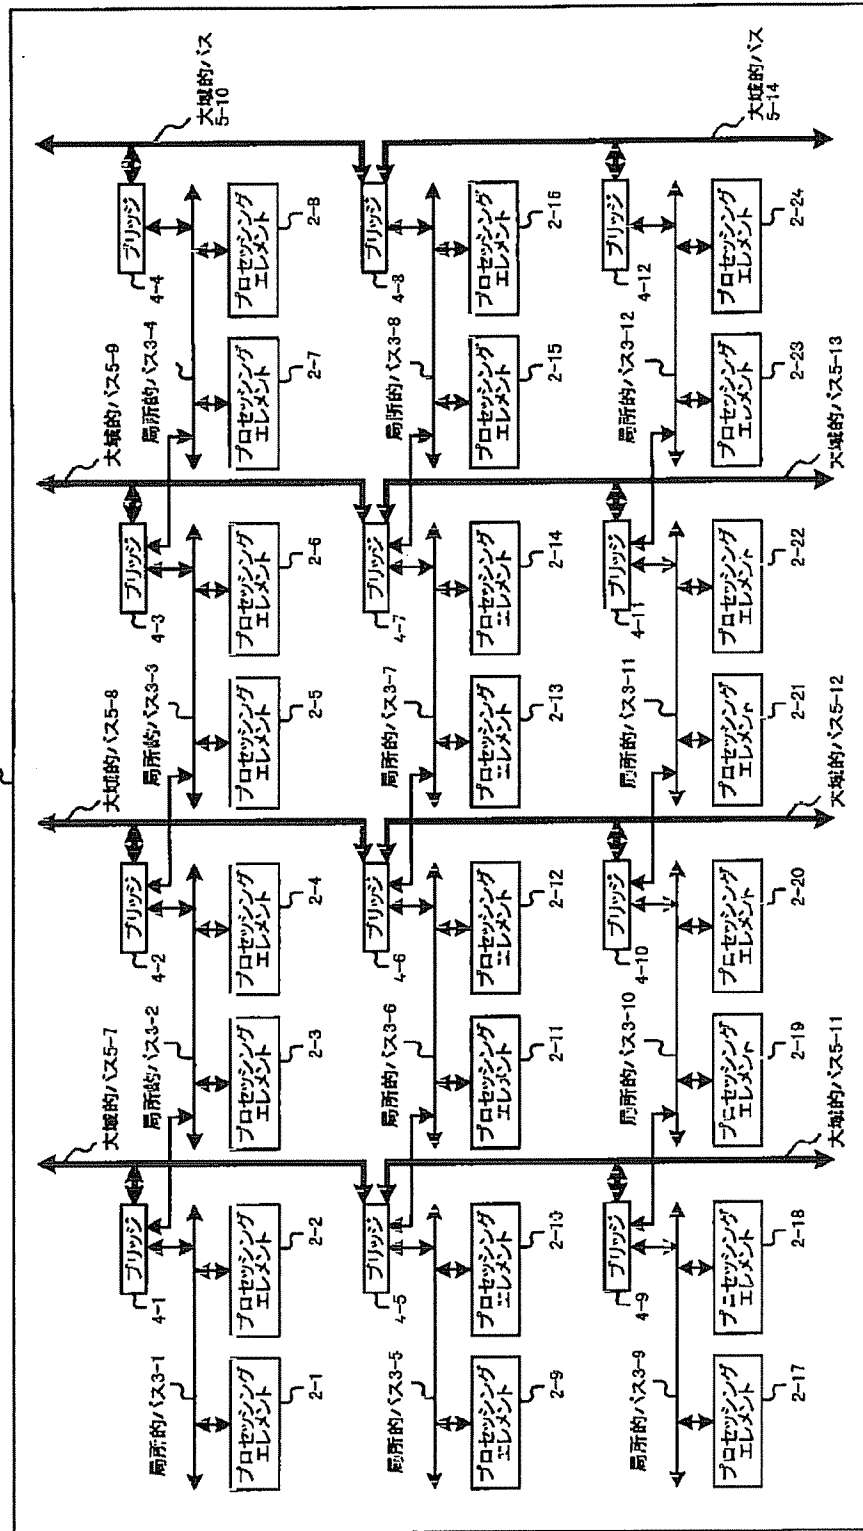 大域的バス5-7
大域的バス5-8
大域的バス5-9
大域的バス
5-10
ブリッジ
ブリッジ
ブリッジ
ブリッジ
4-1
4-2
4-3
4-4
局所的バス3-1
局所的バス3-2
局所的バス3-3
局所的バス3-4
プロセッシング
エレメント
プロセッシング
エレメント
プロセッシング
エレメント
プロセッシング
エレメント
プロセッシング
エレメント
プロセッシング
エレメント
プロセッシング
エレメント
プロセッシング
エレメント
2-1
2-2
2-3
2-4
2-5
2-6
2-7
2-8
ブリッジ
ブリッジ
ブリッジ
ブリッジ
4-5
4-6
4-7
4-8
局所的バス3-5
局所的バス3-6
局所的バス3-7
局所的バス3-8
プロセッシング
エレメント
プロセッシング
エレメント
プロセッシング
エレメント
プロセッシング
エレメント
プロセッシング
エレメント
プロセッシング
エレメント
プロセッシング
エレメント
プロセッシング
エレメント
2-9
2-10
2-11
2-12
2-13
2-14
2-15
2-16
ブリッジ
ブリッジ
ブリッジ
ブリッジ
4-9
4-10
4-11
4-12
局所的バス3-9
局所的バス3-10
局所的バス3-11
局所的バス3-12
プロセッシング
エレメント
プロセッシング
エレメント
プロセッシング
エレメント
プロセッシング
エレメント
プロセッシング
エレメント
プロセッシング
エレメント
プロセッシング
エレメント
プロセッシング
エレメント
2-17
2-18
2-19
2-20
2-21
2-22
2-23
2-24
大域的バス5-11
大域的バス5-12
大域的バス5-13
大域的バス
5-14